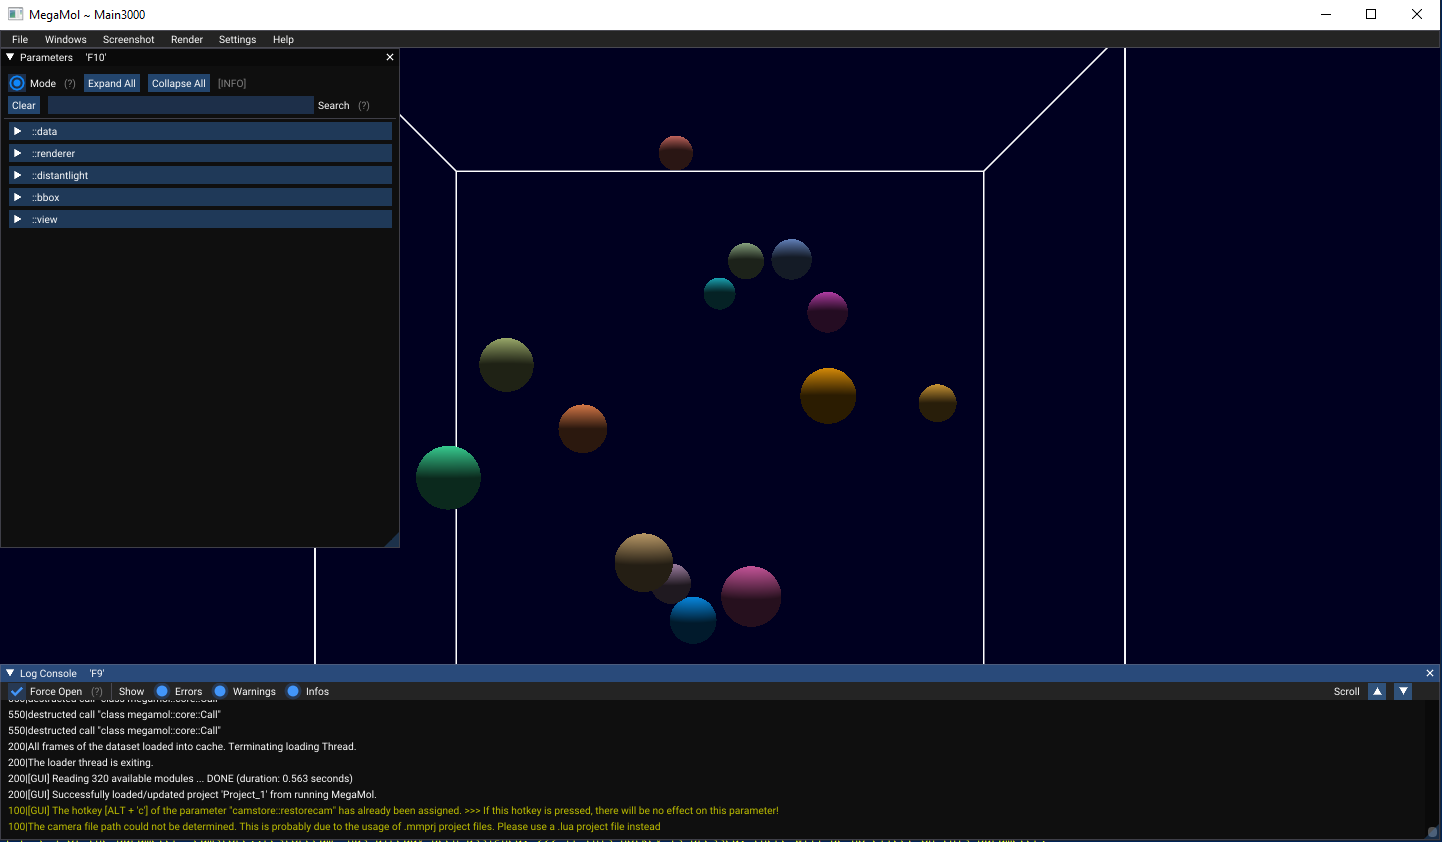 MegaMol ~ Main3000
File Windows Screenshot Render Settings Help
Parameters 'F10'
Mode (?) Expand All Collapse All [INFO]
Clear Search (?)
::data
::renderer
::distantlight
::bbox
::view
Log Console 'F9'
Force Open (?) Show Errors Warnings Infos Scroll
550|destructed call "class megamol::core::Call"
550|destructed call "class megamol::core::Call"
550|destructed call "class megamol::core::Call"
200|All frames of the dataset loaded into cache. Terminating loading Thread.
200|The loader thread is exiting.
200|[GUI] Reading 320 available modules ... DONE (duration: 0.563 seconds)
200|[GUI] Successfully loaded/updated project 'Project_1' from running MegaMol.
100|[GUI] The hotkey [ALT + 'c'] of the parameter "camstore::restorecam" has already been assigned. >>> If this hotkey is pressed, there will be no effect on this parameter!
100|The camera file path could not be determined. This is probably due to the usage of .mmprj project files. Please use a .lua project file instead